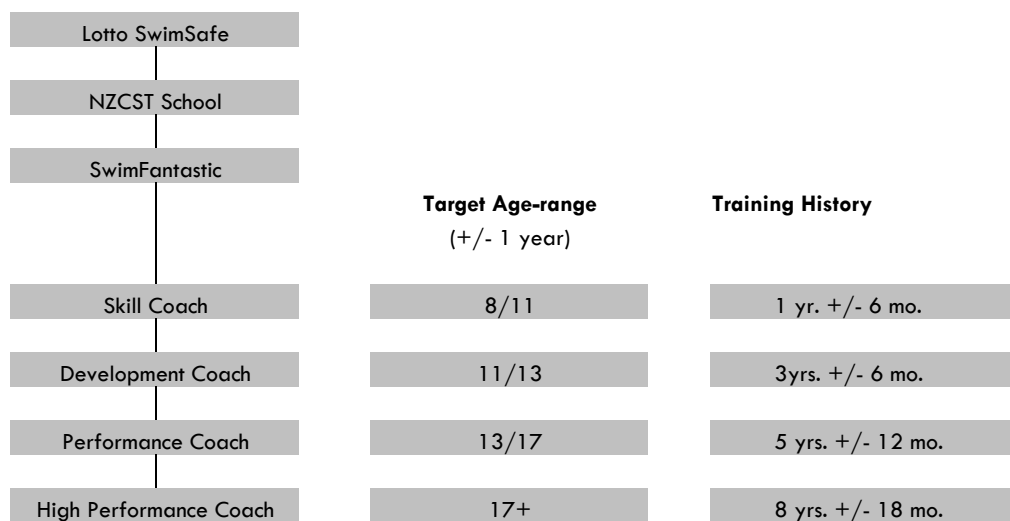 Lotto SwimSafe
NZCST School
SwimFantastic
Target Age-range Training History
(+/- 1 year)
Skill Coach 8/11 1 yr. +/- 6 mo.
Development Coach 11/13 3yrs. +/- 6 mo.
Performance Coach 13/17 5 yrs. +/- 12 mo.
High Performance Coach 17+ 8 yrs. +/- 18 mo.